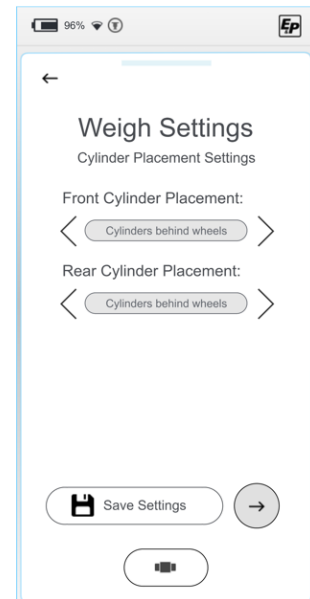 96%
EP
Weigh Settings
Cylinder Placement Settings
Front Cylinder Placement:
Cylinders behind wheels
Rear Cylinder Placement:
Cylinders behind wheels
Save Settings